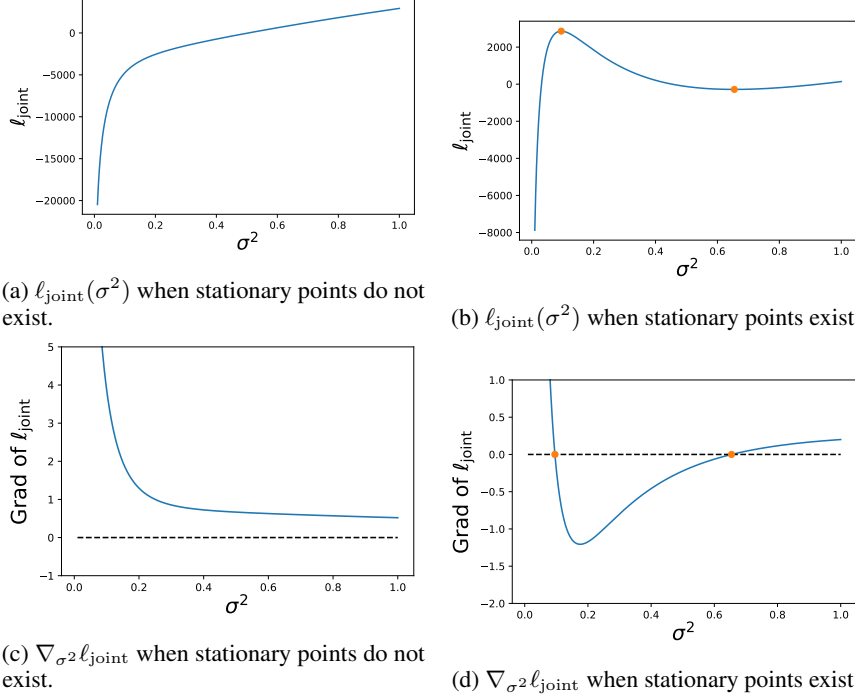 0
−5000
−10000
−15000
−20000
ℓjoint
0.0 0.2 0.4 0.6 0.8 1.0
σ²
(a) ℓjoint(σ²) when stationary points do not
exist.
2000
0
−2000
−4000
−6000
−8000
ℓjoint
0.0 0.2 0.4 0.6 0.8 1.0
σ²
(b) ℓjoint(σ²) when stationary points exist
5
4
3
2
1
0
−1
Grad of ℓjoint
0.0 0.2 0.4 0.6 0.8 1.0
σ²
(c) ∇σ²ℓjoint when stationary points do not
exist.
1.0
0.5
0.0
−0.5
−1.0
−1.5
−2.0
Grad of ℓjoint
0.0 0.2 0.4 0.6 0.8 1.0
σ²
(d) ∇σ²ℓjoint when stationary points exist